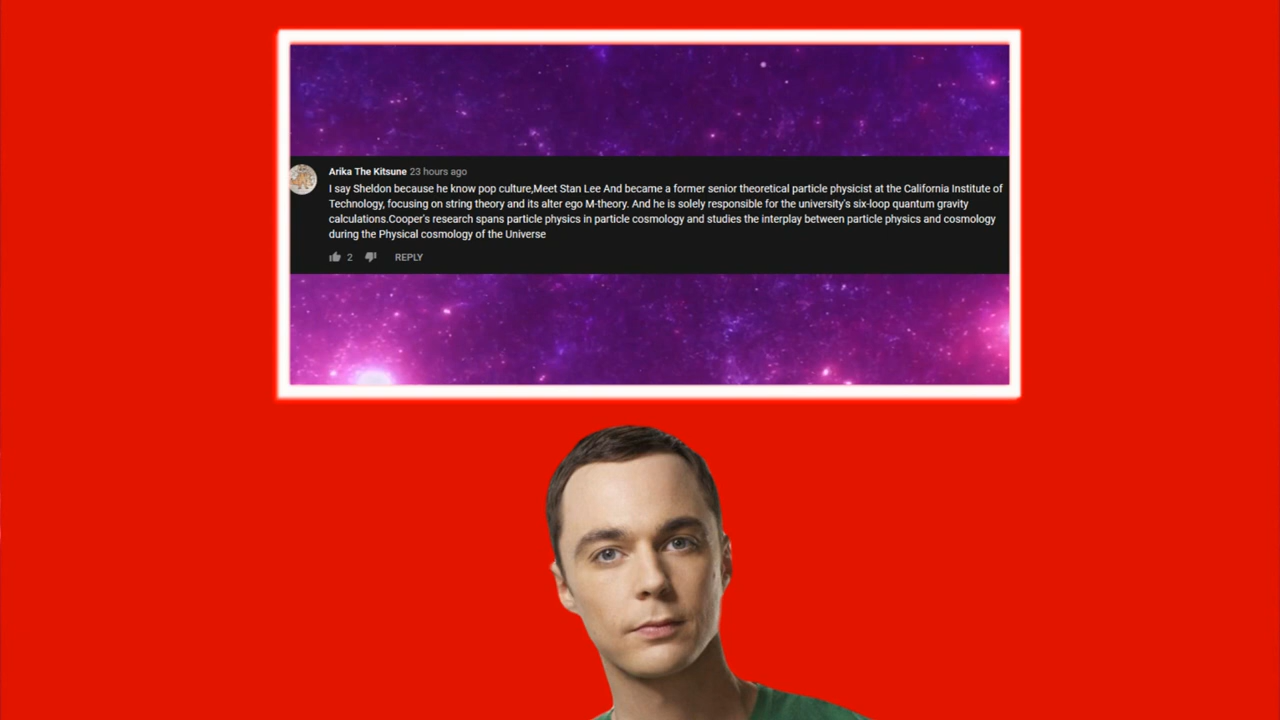 Arika The Kitsune 23 hours ago
I say Sheldon because he know pop culture,Meet Stan Lee And became a former senior theoretical particle physicist at the California Institute of
Technology, focusing on string theory and its alter ego M-theory. And he is solely responsible for the university's six-loop quantum gravity
calculations.Cooper's research spans particle physics in particle cosmology and studies the interplay between particle physics and cosmology
during the Physical cosmology of the Universe
2 REPLY